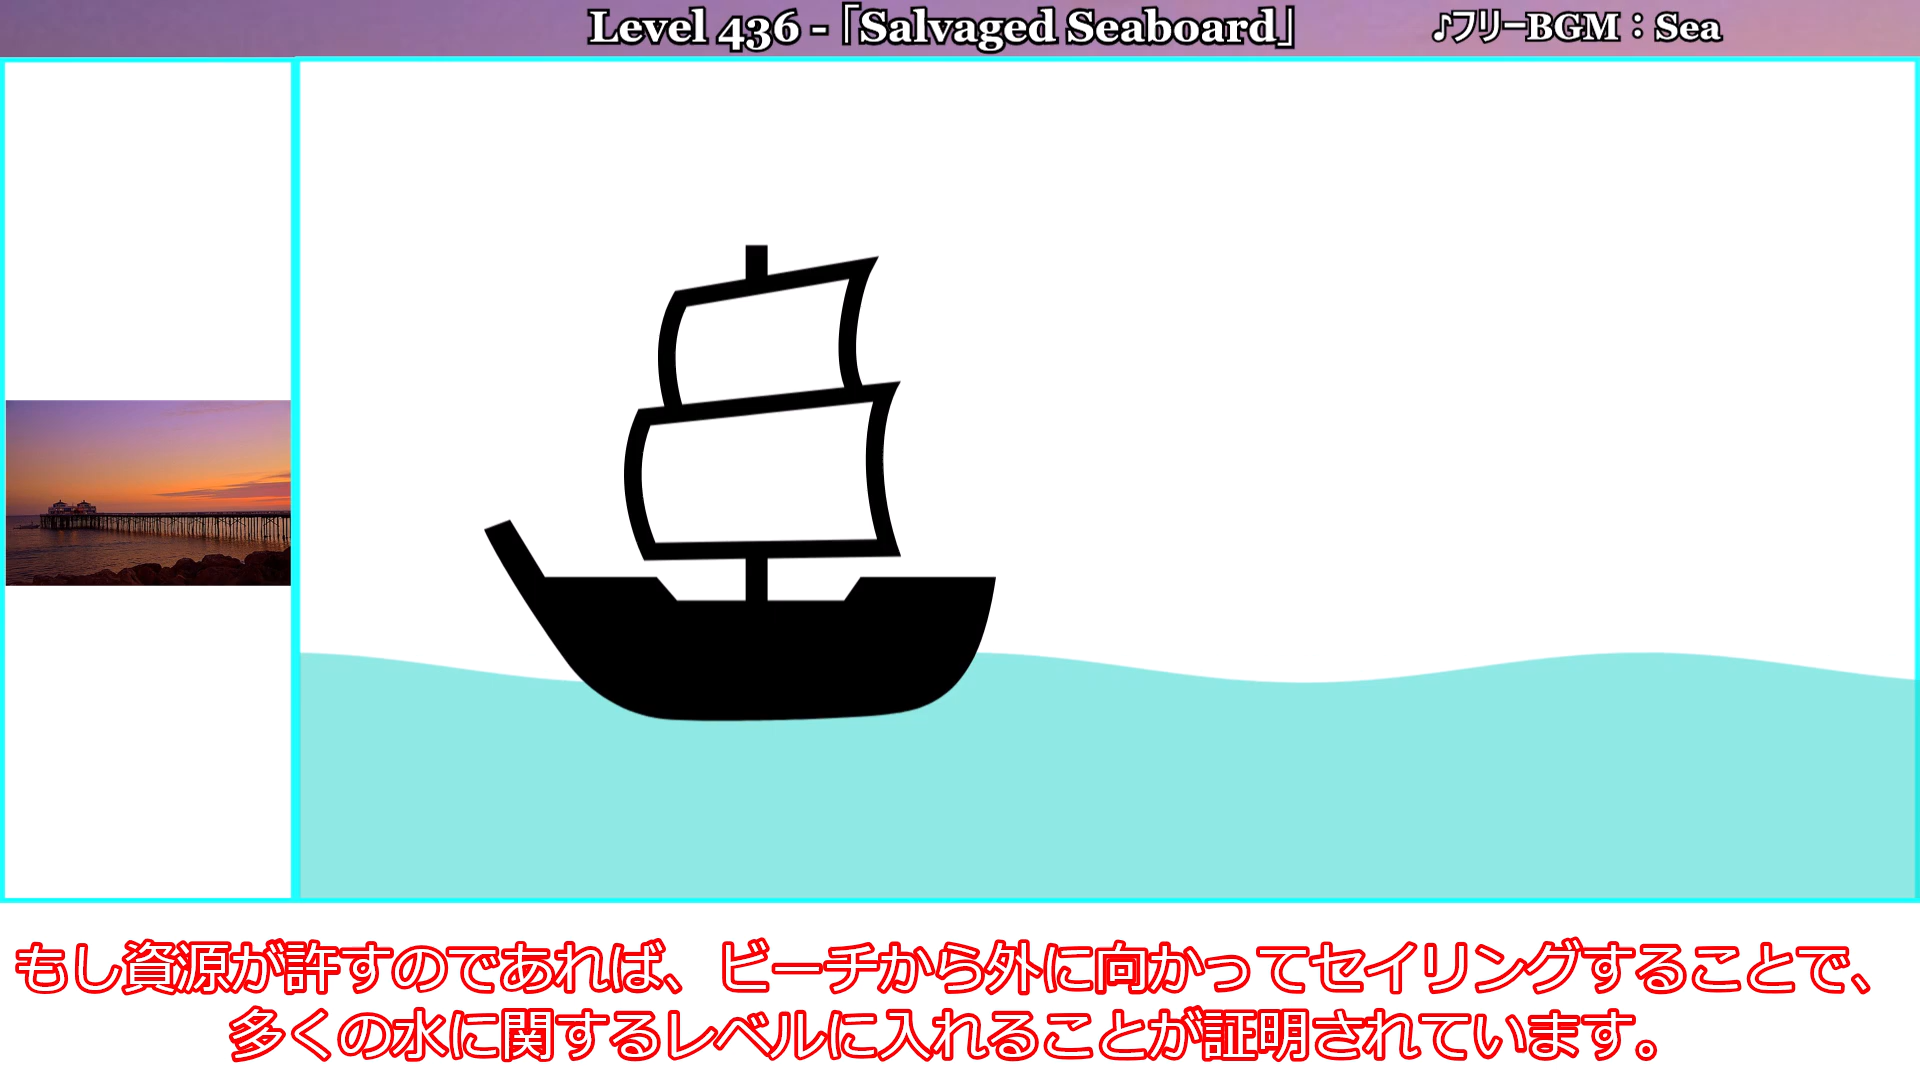 Level 436 -「Salvaged Seaboard」
♪フリーBGM：Sea
もし資源が許すのであれば、ビーチから外に向かってセイリングすることで、
多くの水に関するレベルに入れることが証明されています。